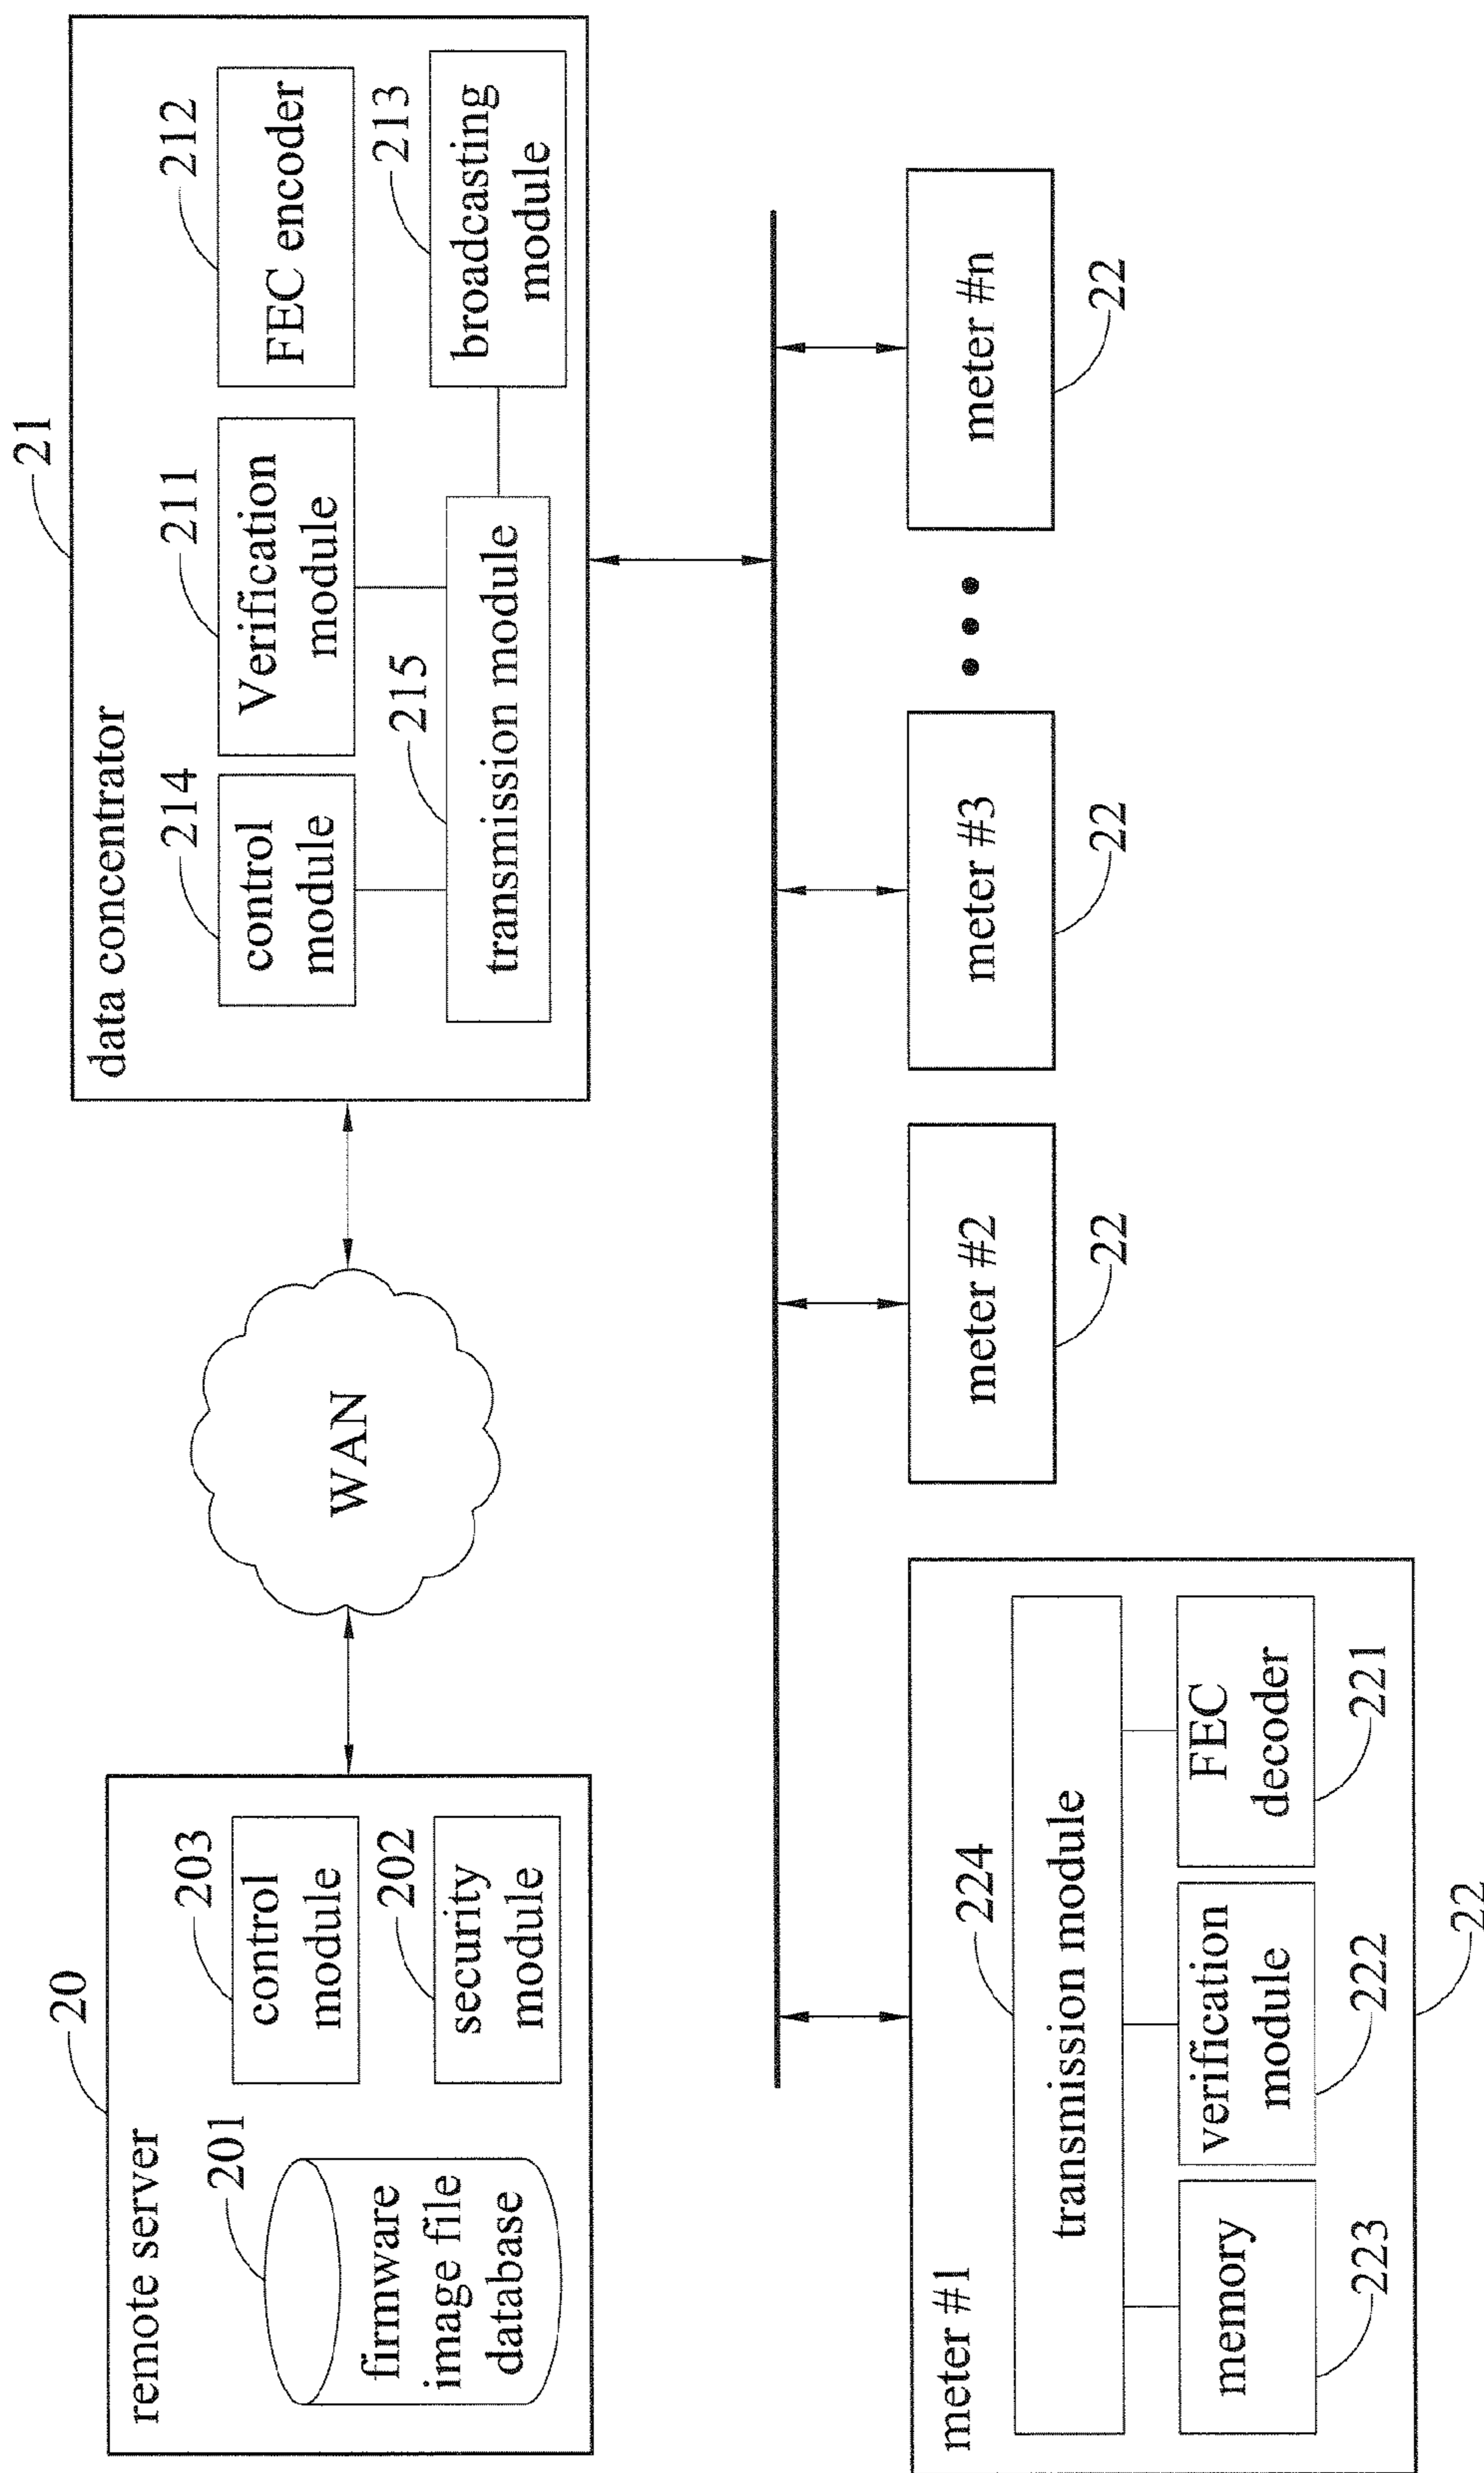 remote server
20
201
firmware
image file
database
203
control
module
202
security
module
WAN
data concentrator
21
214
control
module
211
Verification
module
212
FEC encoder
215
transmission module
213
broadcasting
module
meter #1
224
transmission module
memory
223
verification
module
222
FEC
decoder
221
22
meter #2
22
meter #3
22
meter #n
22